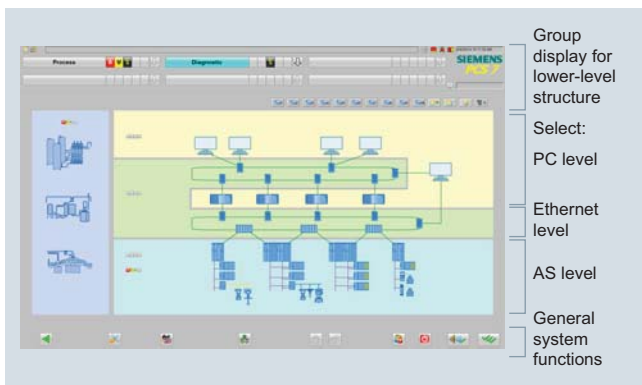 Process
Diagnostic
SIEMENS
PCS 7
Group
display for
lower-level
structure
Select:
PC level
Ethernet
level
AS level
General
system
functions